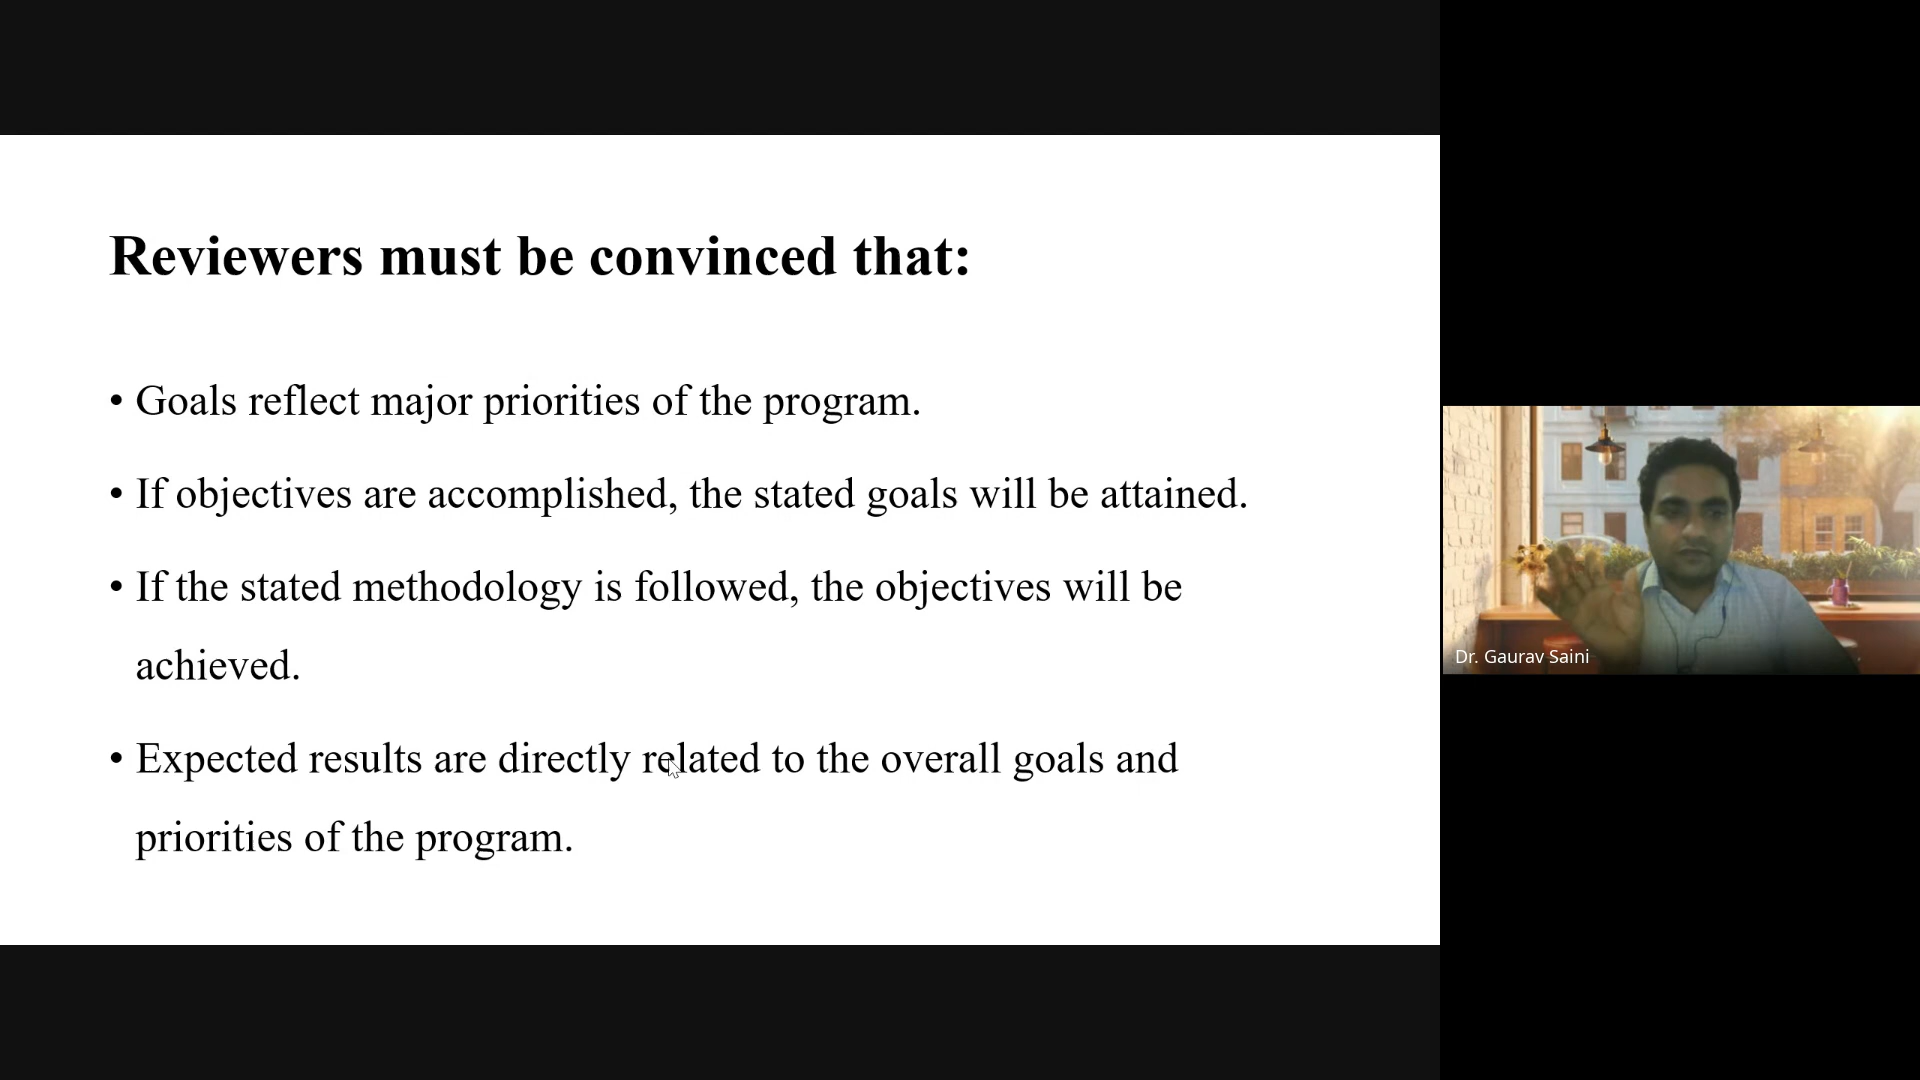 Reviewers must be convinced that:
• Goals reflect major priorities of the program.
• If objectives are accomplished, the stated goals will be attained.
• If the stated methodology is followed, the objectives will be
achieved.
• Expected results are directly related to the overall goals and
priorities of the program.
Dr. Gaurav Saini